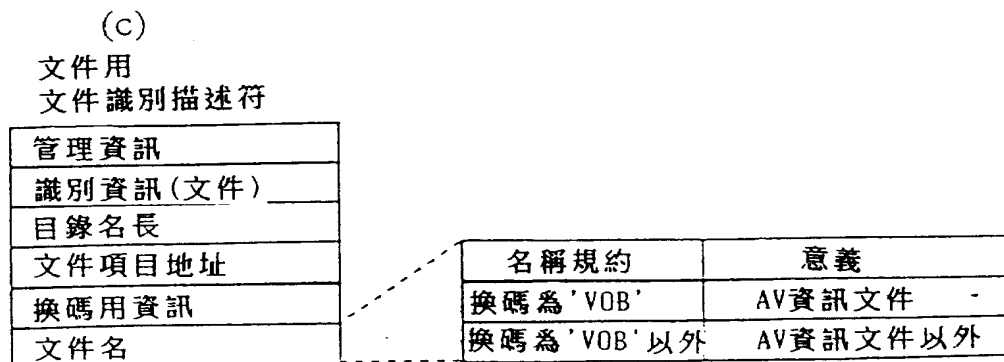 (c)
文件用
文件識別描述符
管理資訊
識別資訊(文件)
目錄名長
文件項目地址
換碼用資訊
文件名
名稱規約 意義
換碼為'VOB' AV資訊文件
換碼為'VOB'以外 AV資訊文件以外